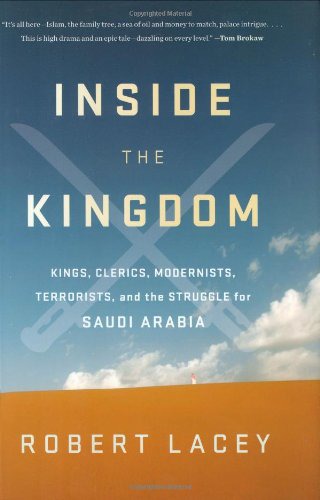 Copyrighted Material
"It's all here—Islam, the family tree, a sea of oil and money to match, palace intrigue. . . .
This is high drama and an epic tale—dazzling on every level." —Tom Brokaw
INSIDE
THE
KINGDOM
KINGS, CLERICS, MODERNISTS,
TERRORISTS, and the STRUGGLE for
SAUDI ARABIA
ROBERT LACEY